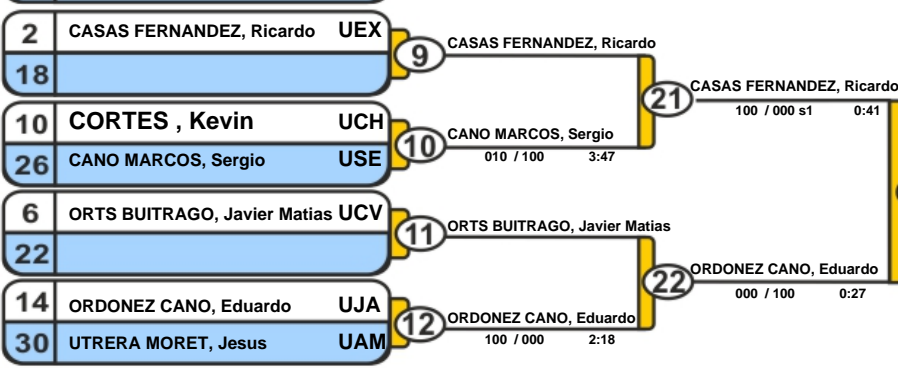 2 CASAS FERNANDEZ, Ricardo UEX
18
9 CASAS FERNANDEZ, Ricardo
10 CORTES , Kevin UCH
26 CANO MARCOS, Sergio USE
10 CANO MARCOS, Sergio
010 / 100 3:47
21 CASAS FERNANDEZ, Ricardo
100 / 000 s1 0:41
6 ORTS BUITRAGO, Javier Matias UCV
22
11 ORTS BUITRAGO, Javier Matias
14 ORDONEZ CANO, Eduardo UJA
30 UTRERA MORET, Jesus UAM
12 ORDONEZ CANO, Eduardo
100 / 000 2:18
22 ORDONEZ CANO, Eduardo
000 / 100 0:27